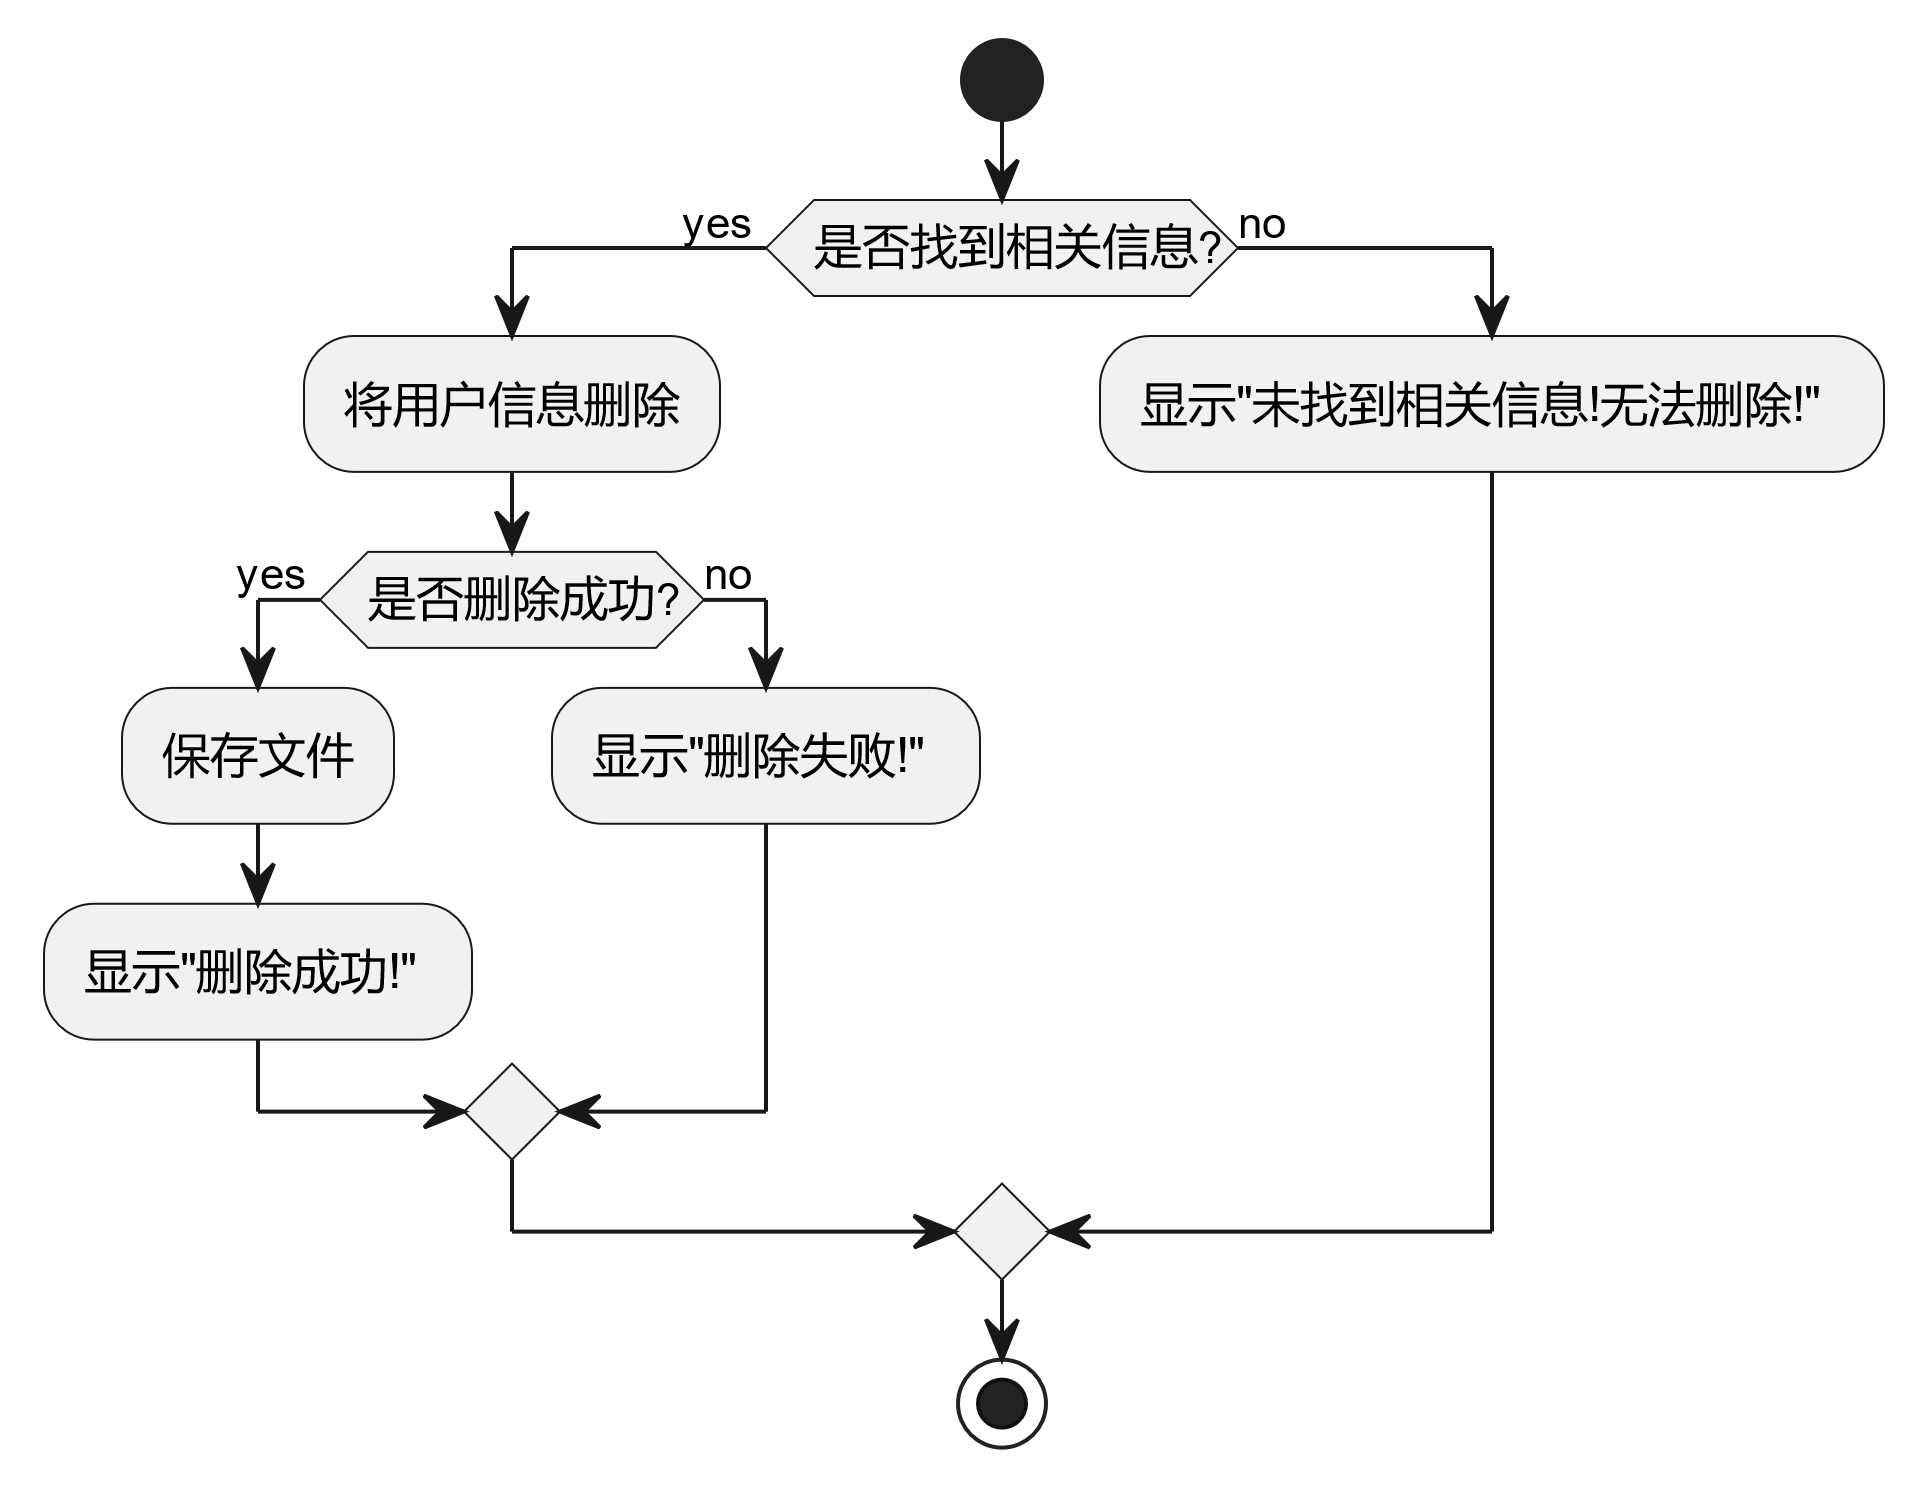 yes
是否找到相关信息?
no
将用户信息删除
显示"未找到相关信息!无法删除!"
yes
是否删除成功?
no
保存文件
显示"删除失败!"
显示"删除成功!"